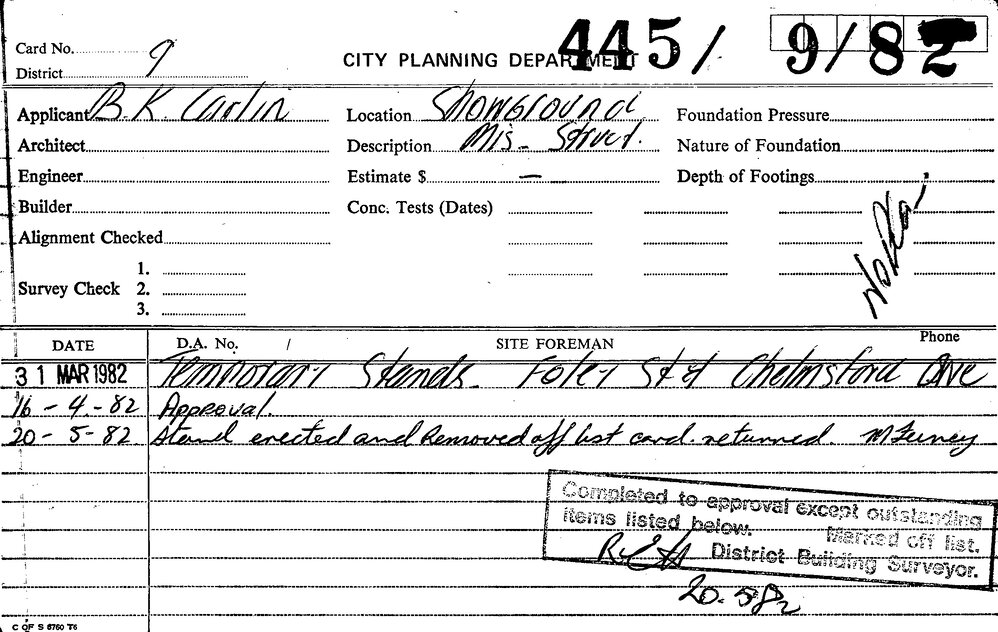 445/ 9/82
Card No. 9
CITY PLANNING DEPARTMENT
District
Applicant B.K. Carlin Location Showground Foundation Pressure
Architect Description Mis- Struct. Nature of Foundation
Engineer Estimate $ — Depth of Footings
Builder Conc. Tests (Dates)
Alignment Checked
No
Survey Check 1.
2.
3.
DATE D.A. No. / SITE FOREMAN Phone
31 MAR 1982 Temporary Stands Foley St & Chelmsford Ave
16-4-82 Approval.
20-5-82 Stand erected and Removed off list card returned. M Feeney
Completed to approval except outstanding
items listed below. Marked off list.
District Building Surveyor.
20.5.82
C OF S 6760 T6